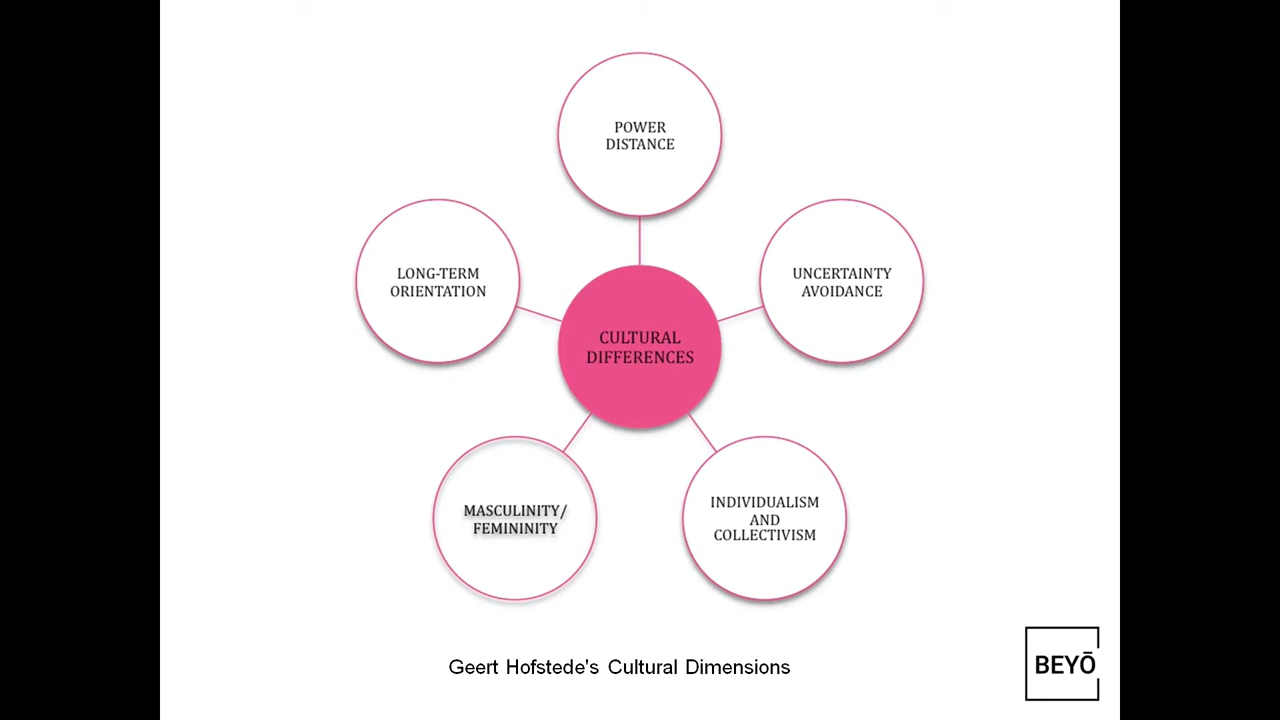 POWER
DISTANCE
LONG-TERM
ORIENTATION
UNCERTAINTY
AVOIDANCE
CULTURAL
DIFFERENCES
MASCULINITY/
FEMININITY
INDIVIDUALISM
AND
COLLECTIVISM
Geert Hofstede's Cultural Dimensions
BEYŌ